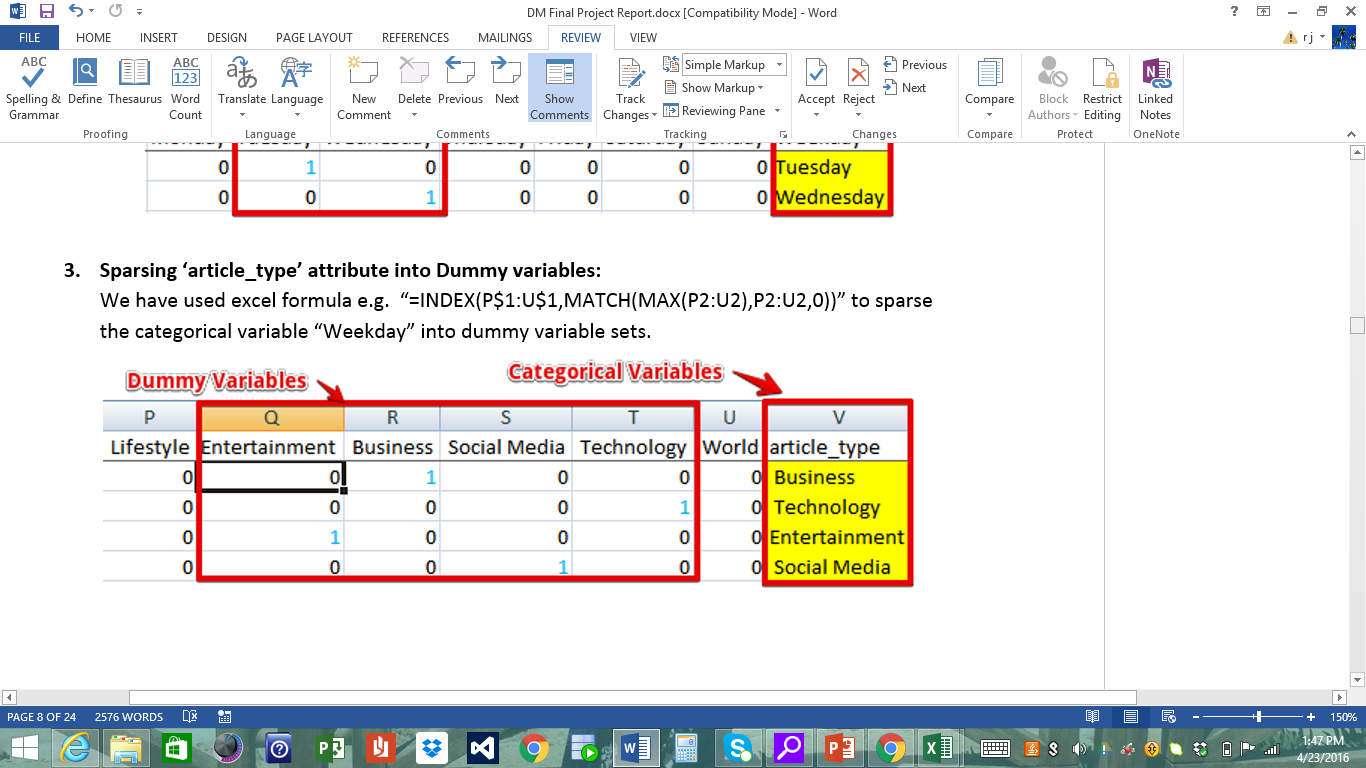 DM Final Project Report.docx [Compatibility Mode] - Word
FILE HOME INSERT DESIGN PAGE LAYOUT REFERENCES MAILINGS REVIEW VIEW r j
ABC ABC 123
Spelling & Grammar Define Thesaurus Word Count Translate Language New Comment Delete Previous Next Show Comments Track Changes Simple Markup Show Markup Reviewing Pane Accept Reject Previous Next Compare Block Authors Restrict Editing Linked Notes
Proofing Language Comments Tracking Changes Compare Protect OneNote
0 1 0 0 0 0 0 Tuesday
0 0 1 0 0 0 0 Wednesday
3. Sparsing ‘article_type’ attribute into Dummy variables:
We have used excel formula e.g. “=INDEX(P$1:U$1,MATCH(MAX(P2:U2),P2:U2,0))” to sparse
the categorical variable “Weekday” into dummy variable sets.
Dummy Variables Categorical Variables
P Q R S T U V
Lifestyle Entertainment Business Social Media Technology World article_type
0 0 1 0 0 0 Business
0 0 0 0 1 0 Technology
0 1 0 0 0 0 Entertainment
0 0 0 1 0 0 Social Media
PAGE 8 OF 24 2576 WORDS 150%
1:47 PM
4/23/2016